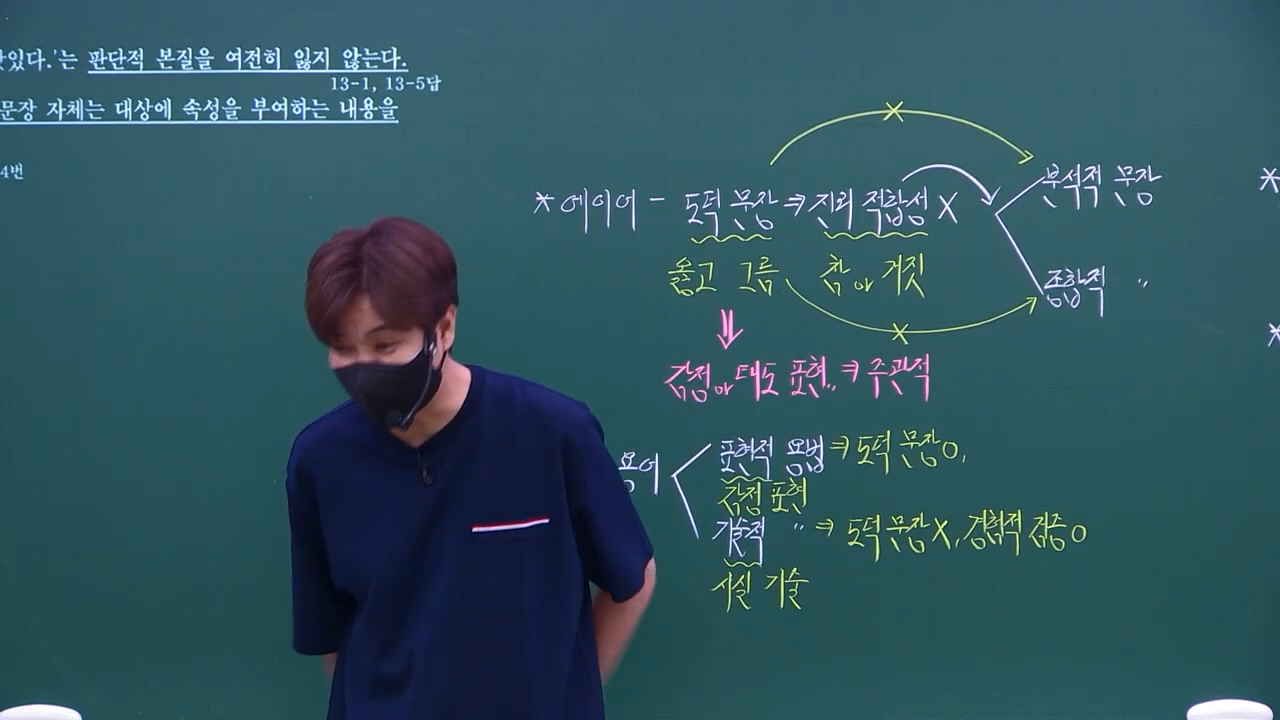 맛있다.'는 판단적 본질을 여전히 잃지 않는다.
13-1, 13-5답
문장 자체는 대상에 속성을 부여하는 내용을
4번
* 에이어 - 도덕 문장 ⇒ 진리 적합성 X
분석적 문장
옳고 그름 참 or 거짓
종합적 〃
감정 or 태도 표현 ⇒ 주관적
용어
표현적 용법 ⇒ 도덕 문장 O,
감정 표현
기술적 〃 ⇒ 도덕 문장 X, 경험적 검증 O
사실 기술